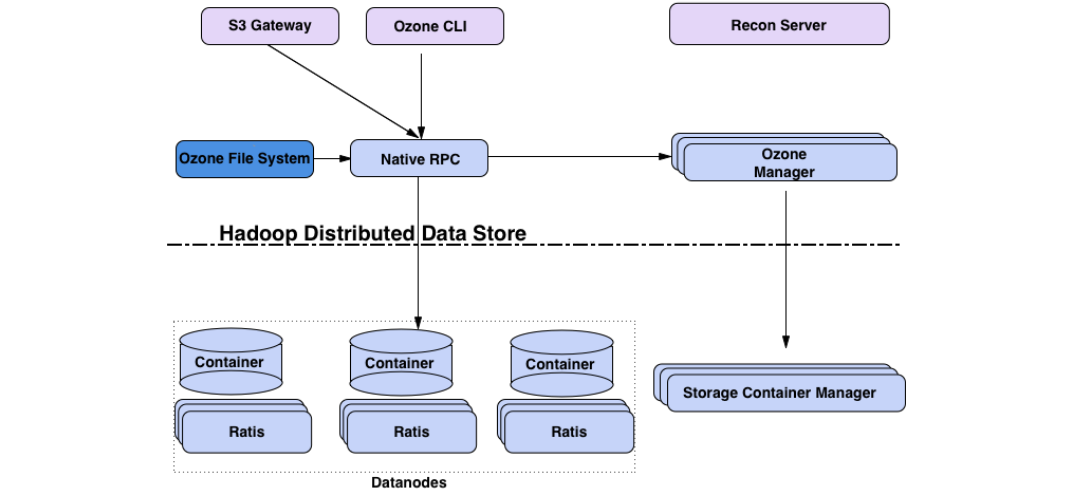 S3 Gateway
Ozone CLI
Recon Server
Ozone File System
Native RPC
Ozone
Manager
Hadoop Distributed Data Store
Container
Container
Container
Storage Container Manager
Ratis
Ratis
Ratis
Datanodes